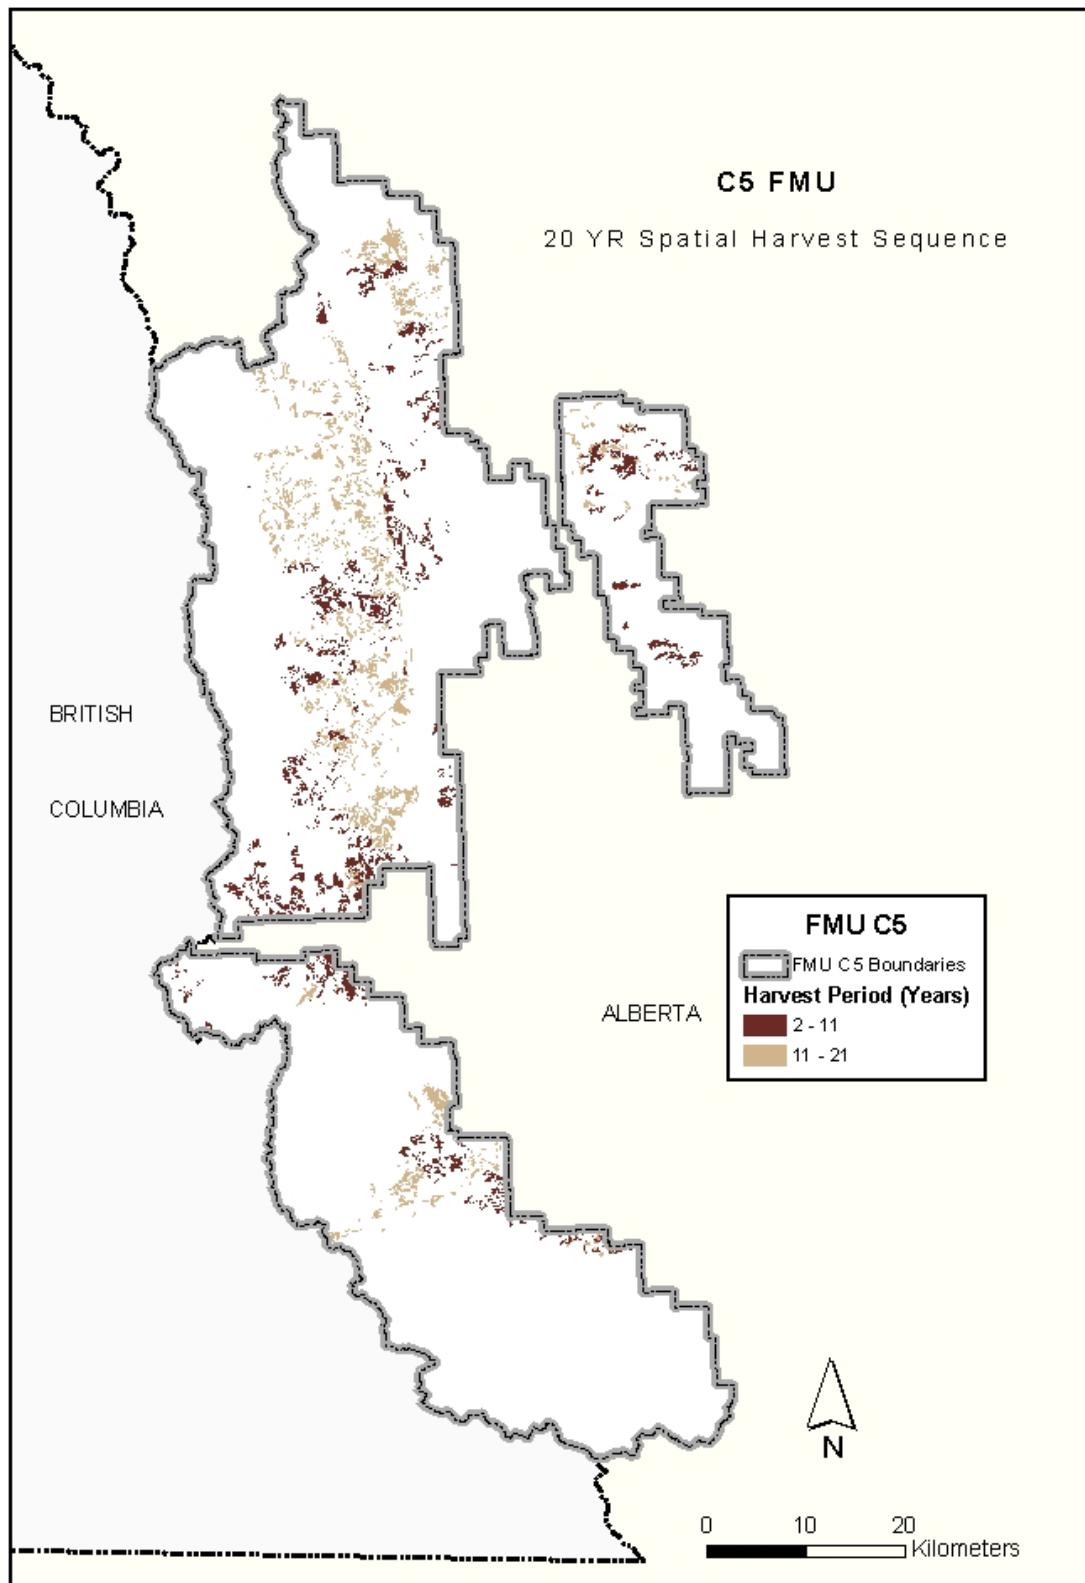 C5 FMU
20 YR Spatial Harvest Sequence
BRITISH
COLUMBIA
ALBERTA
FMU C5
FMU C5 Boundaries
Harvest Period (Years)
2 - 11
11 - 21
N
0 10 20
Kilometers